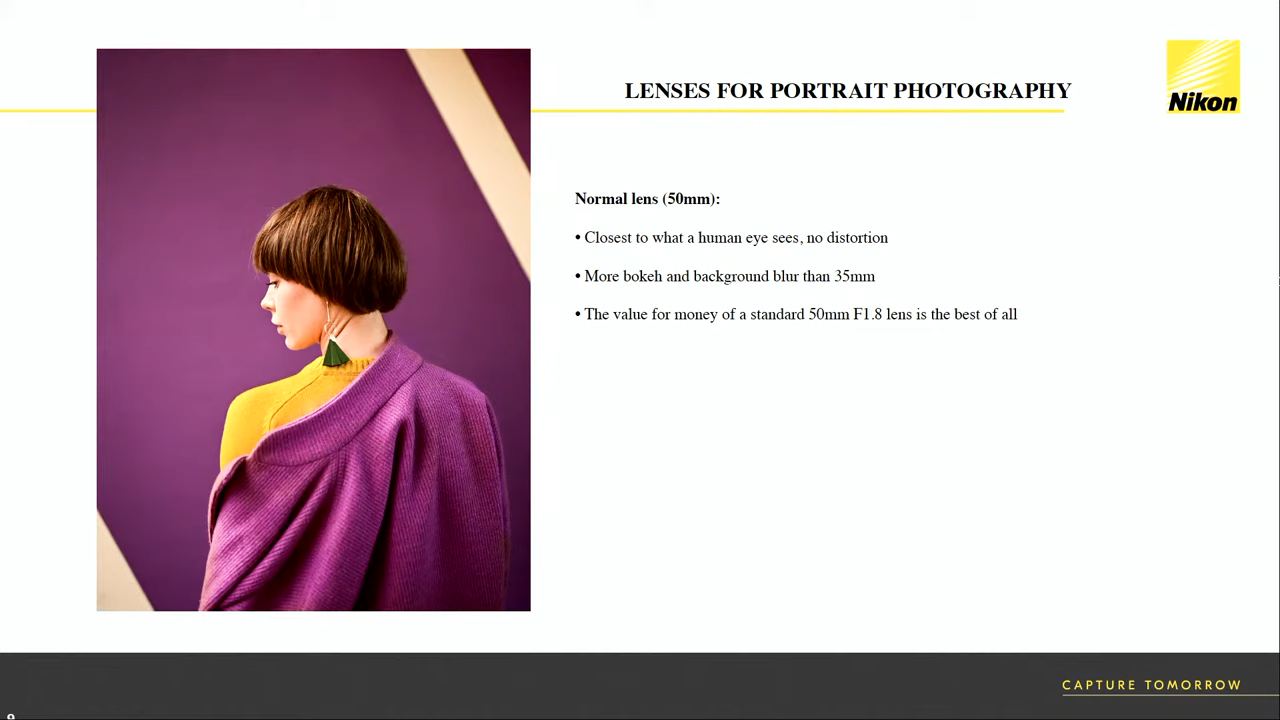 LENSES FOR PORTRAIT PHOTOGRAPHY
Nikon
Normal lens (50mm):
• Closest to what a human eye sees, no distortion
• More bokeh and background blur than 35mm
• The value for money of a standard 50mm F1.8 lens is the best of all
CAPTURE TOMORROW